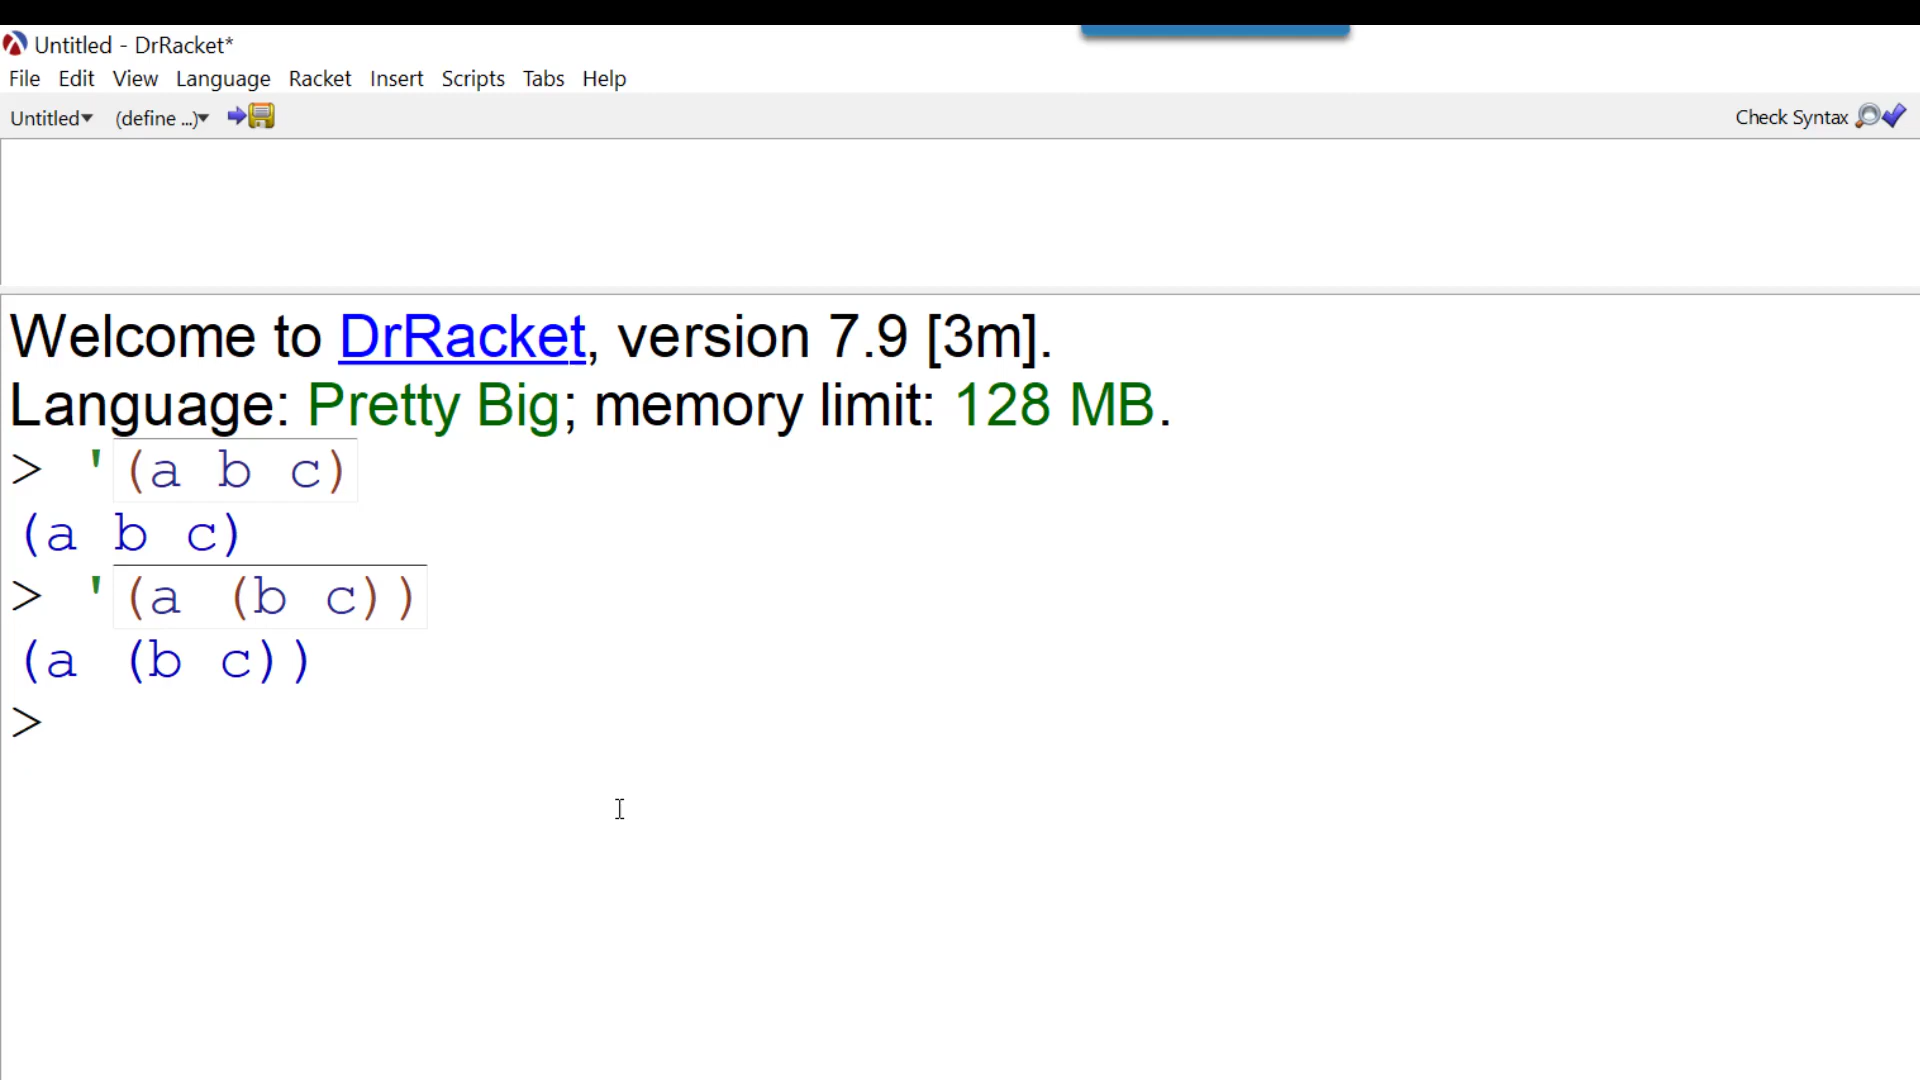 Untitled - DrRacket*
File Edit View Language Racket Insert Scripts Tabs Help
Untitled▾ (define ...)▾ Check Syntax
Welcome to DrRacket, version 7.9 [3m].
Language: Pretty Big; memory limit: 128 MB.
> '(a b c)
(a b c)
> '(a (b c))
(a (b c))
>